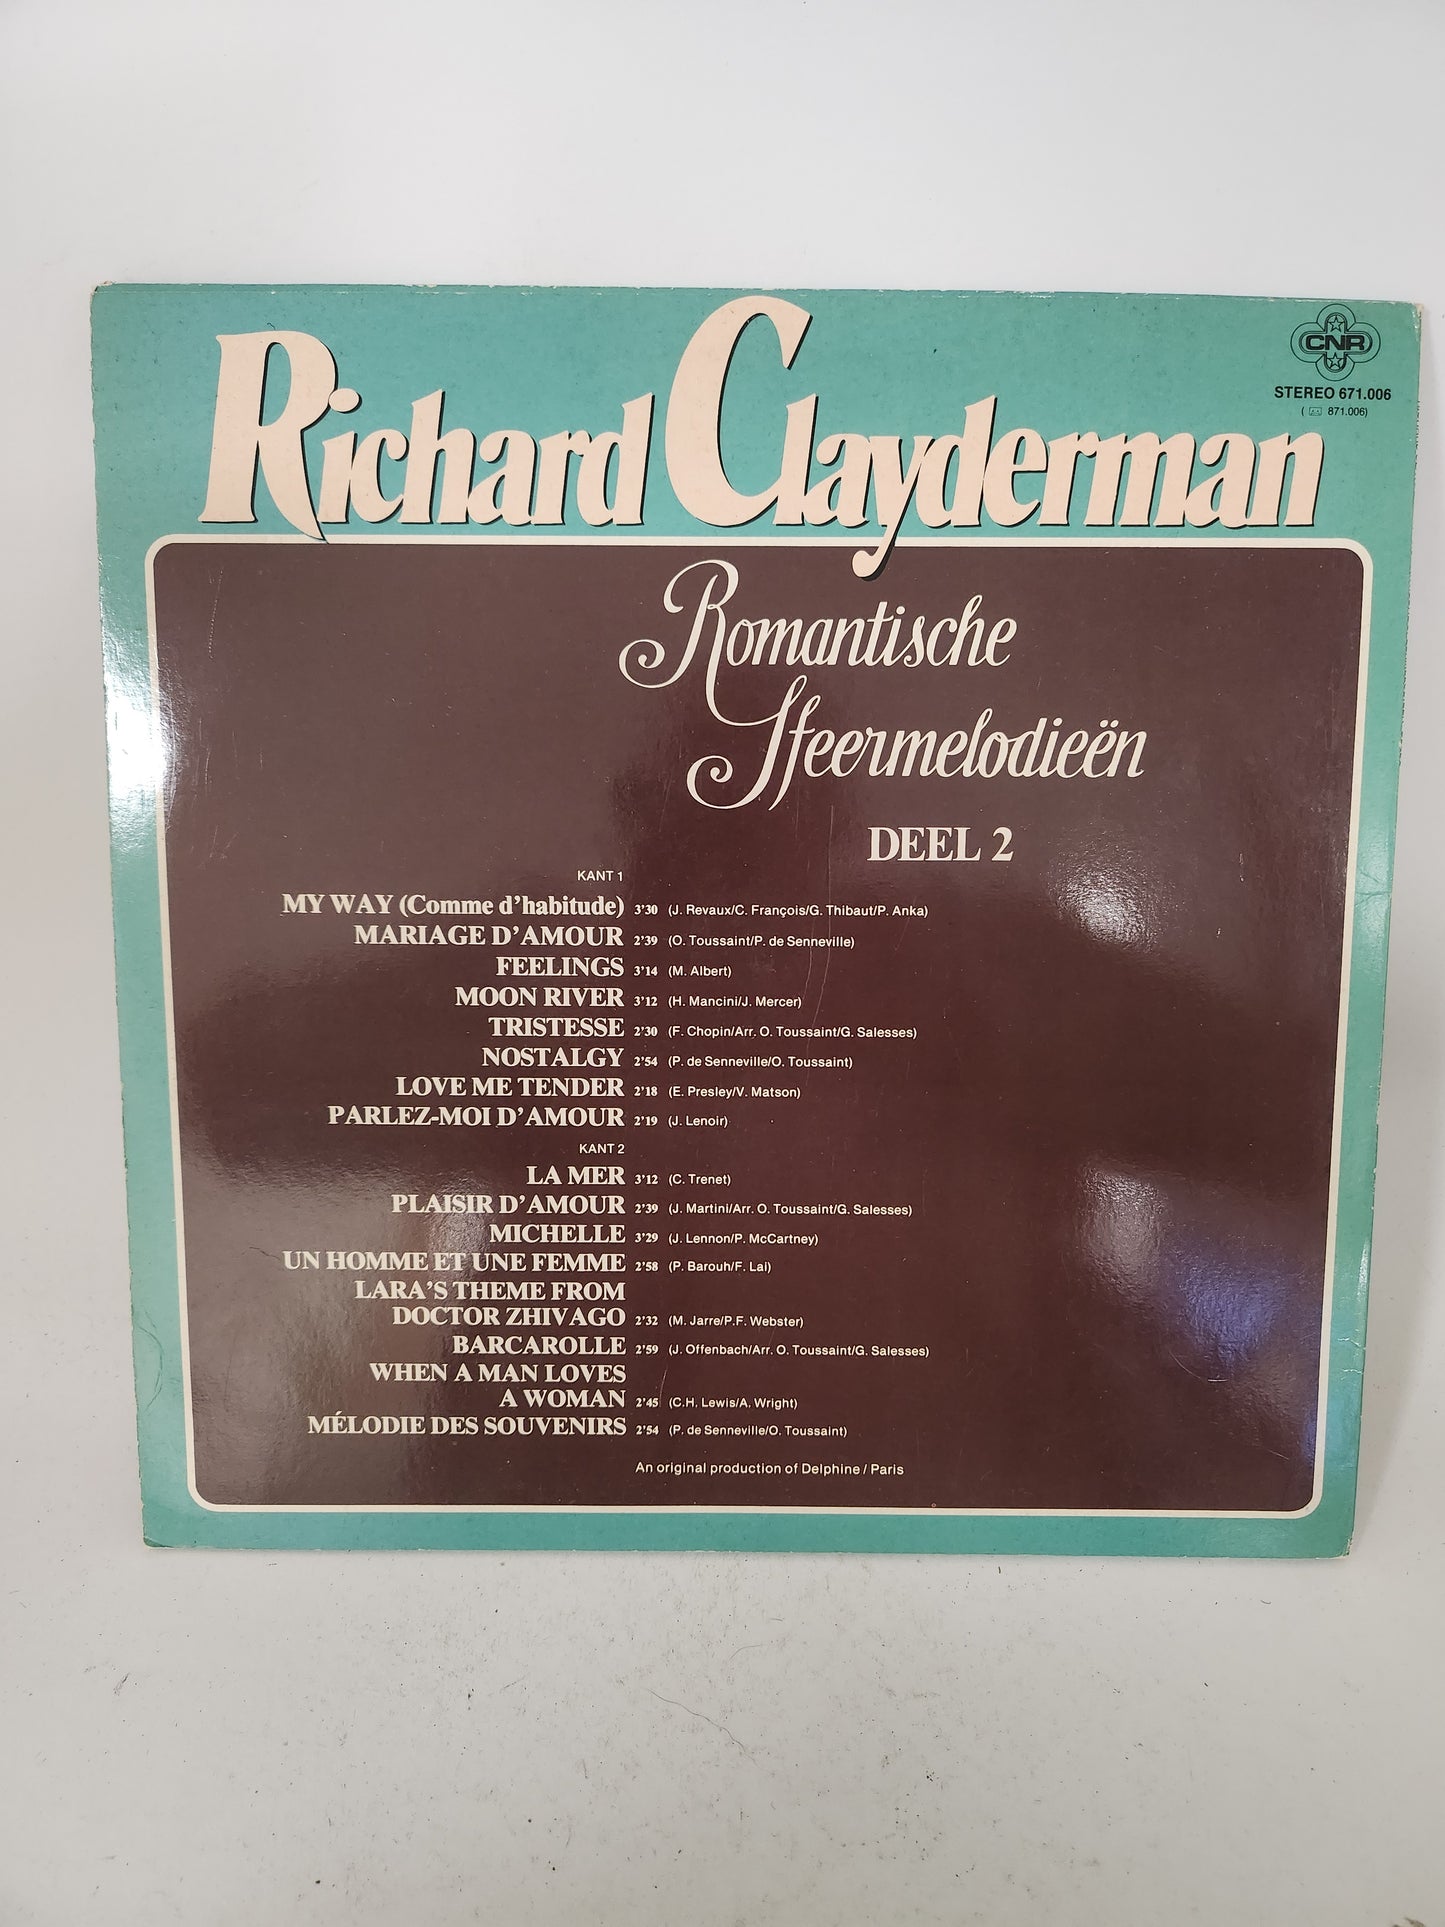 CNR
STEREO 671.006
( 871.006)
Richard Clayderman
Romantische
Sfeermelodieën
DEEL 2
KANT 1
MY WAY (Comme d'habitude) 3'30 (J. Revaux/C. François/G. Thibaut/P. Anka)
MARIAGE D'AMOUR 2'39 (O. Toussaint/P. de Senneville)
FEELINGS 3'14 (M. Albert)
MOON RIVER 3'12 (H. Mancini/J. Mercer)
TRISTESSE 2'30 (F. Chopin/Arr. O. Toussaint/G. Salesses)
NOSTALGY 2'54 (P. de Senneville/O. Toussaint)
LOVE ME TENDER 2'18 (E. Presley/V. Matson)
PARLEZ-MOI D'AMOUR 2'19 (J. Lenoir)
KANT 2
LA MER 3'12 (C. Trenet)
PLAISIR D'AMOUR 2'39 (J. Martini/Arr. O. Toussaint/G. Salesses)
MICHELLE 3'29 (J. Lennon/P. McCartney)
UN HOMME ET UNE FEMME 2'58 (P. Barouh/F. Lai)
LARA'S THEME FROM
DOCTOR ZHIVAGO 2'32 (M. Jarre/P.F. Webster)
BARCAROLLE 2'59 (J. Offenbach/Arr. O. Toussaint/G. Salesses)
WHEN A MAN LOVES
A WOMAN 2'45 (C.H. Lewis/A. Wright)
MÉLODIE DES SOUVENIRS 2'54 (P. de Senneville/O. Toussaint)
An original production of Delphine / Paris